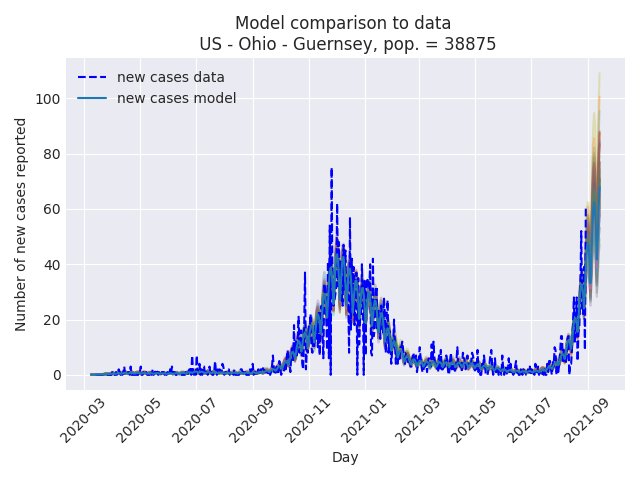 Model comparison to data
US - Ohio - Guernsey, pop. = 38875
new cases data
new cases model
Number of new cases reported
100
80
60
40
20
0
2020-03
2020-05
2020-07
2020-09
2020-11
2021-01
2021-03
2021-05
2021-07
2021-09
Day